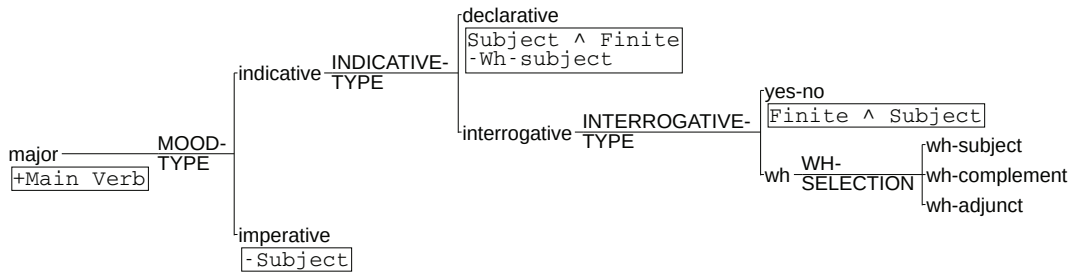 major
+Main Verb
MOOD-
TYPE
indicative
INDICATIVE-
TYPE
declarative
Subject ^ Finite
-Wh-subject
interrogative
INTERROGATIVE-
TYPE
yes-no
Finite ^ Subject
wh
WH-
SELECTION
wh-subject
wh-complement
wh-adjunct
imperative
-Subject